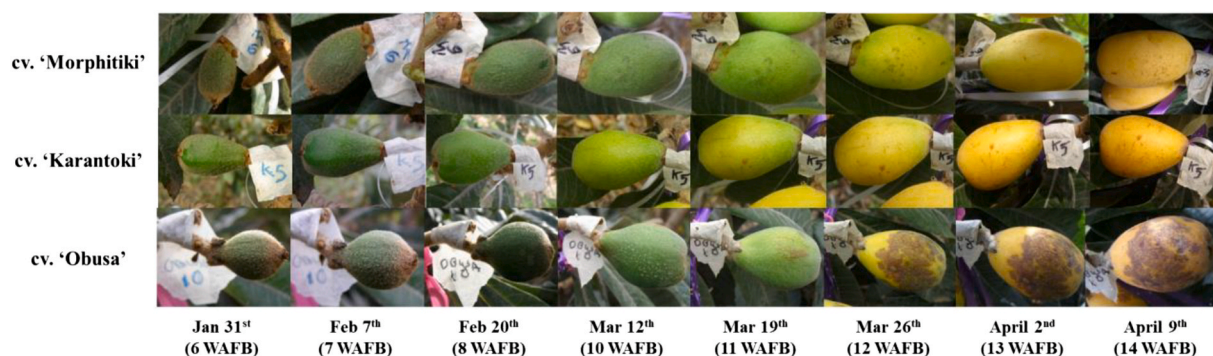 cv. ‘Morphitiki’
cv. ‘Karantoki’
K5
K5
K5
K5
K5
K5
K5
cv. ‘Obusa’
10
10
Jan 31st Feb 7th Feb 20th Mar 12th Mar 19th Mar 26th April 2nd April 9th
(6 WAFB) (7 WAFB) (8 WAFB) (10 WAFB) (11 WAFB) (12 WAFB) (13 WAFB) (14 WAFB)